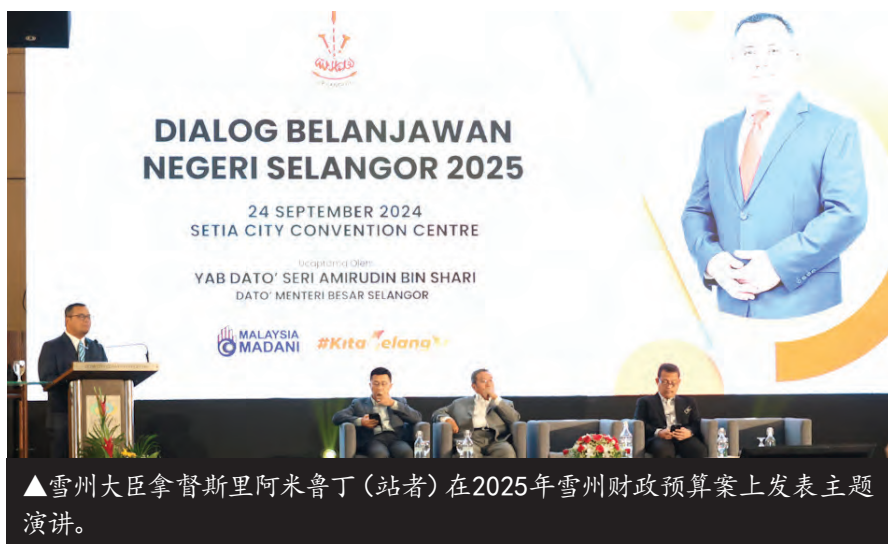 DIALOG BELANJAWAN
NEGERI SELANGOR 2025
24 SEPTEMBER 2024
SETIA CITY CONVENTION CENTRE
Ucaptama Oleh:
YAB DATO' SERI AMIRUDIN BIN SHARI
DATO' MENTERI BESAR SELANGOR
MALAYSIA
MADANI
#Kita
▲雪州大臣拿督斯里阿米鲁丁（站者）在2025年雪州财政预算案上发表主题
演讲。